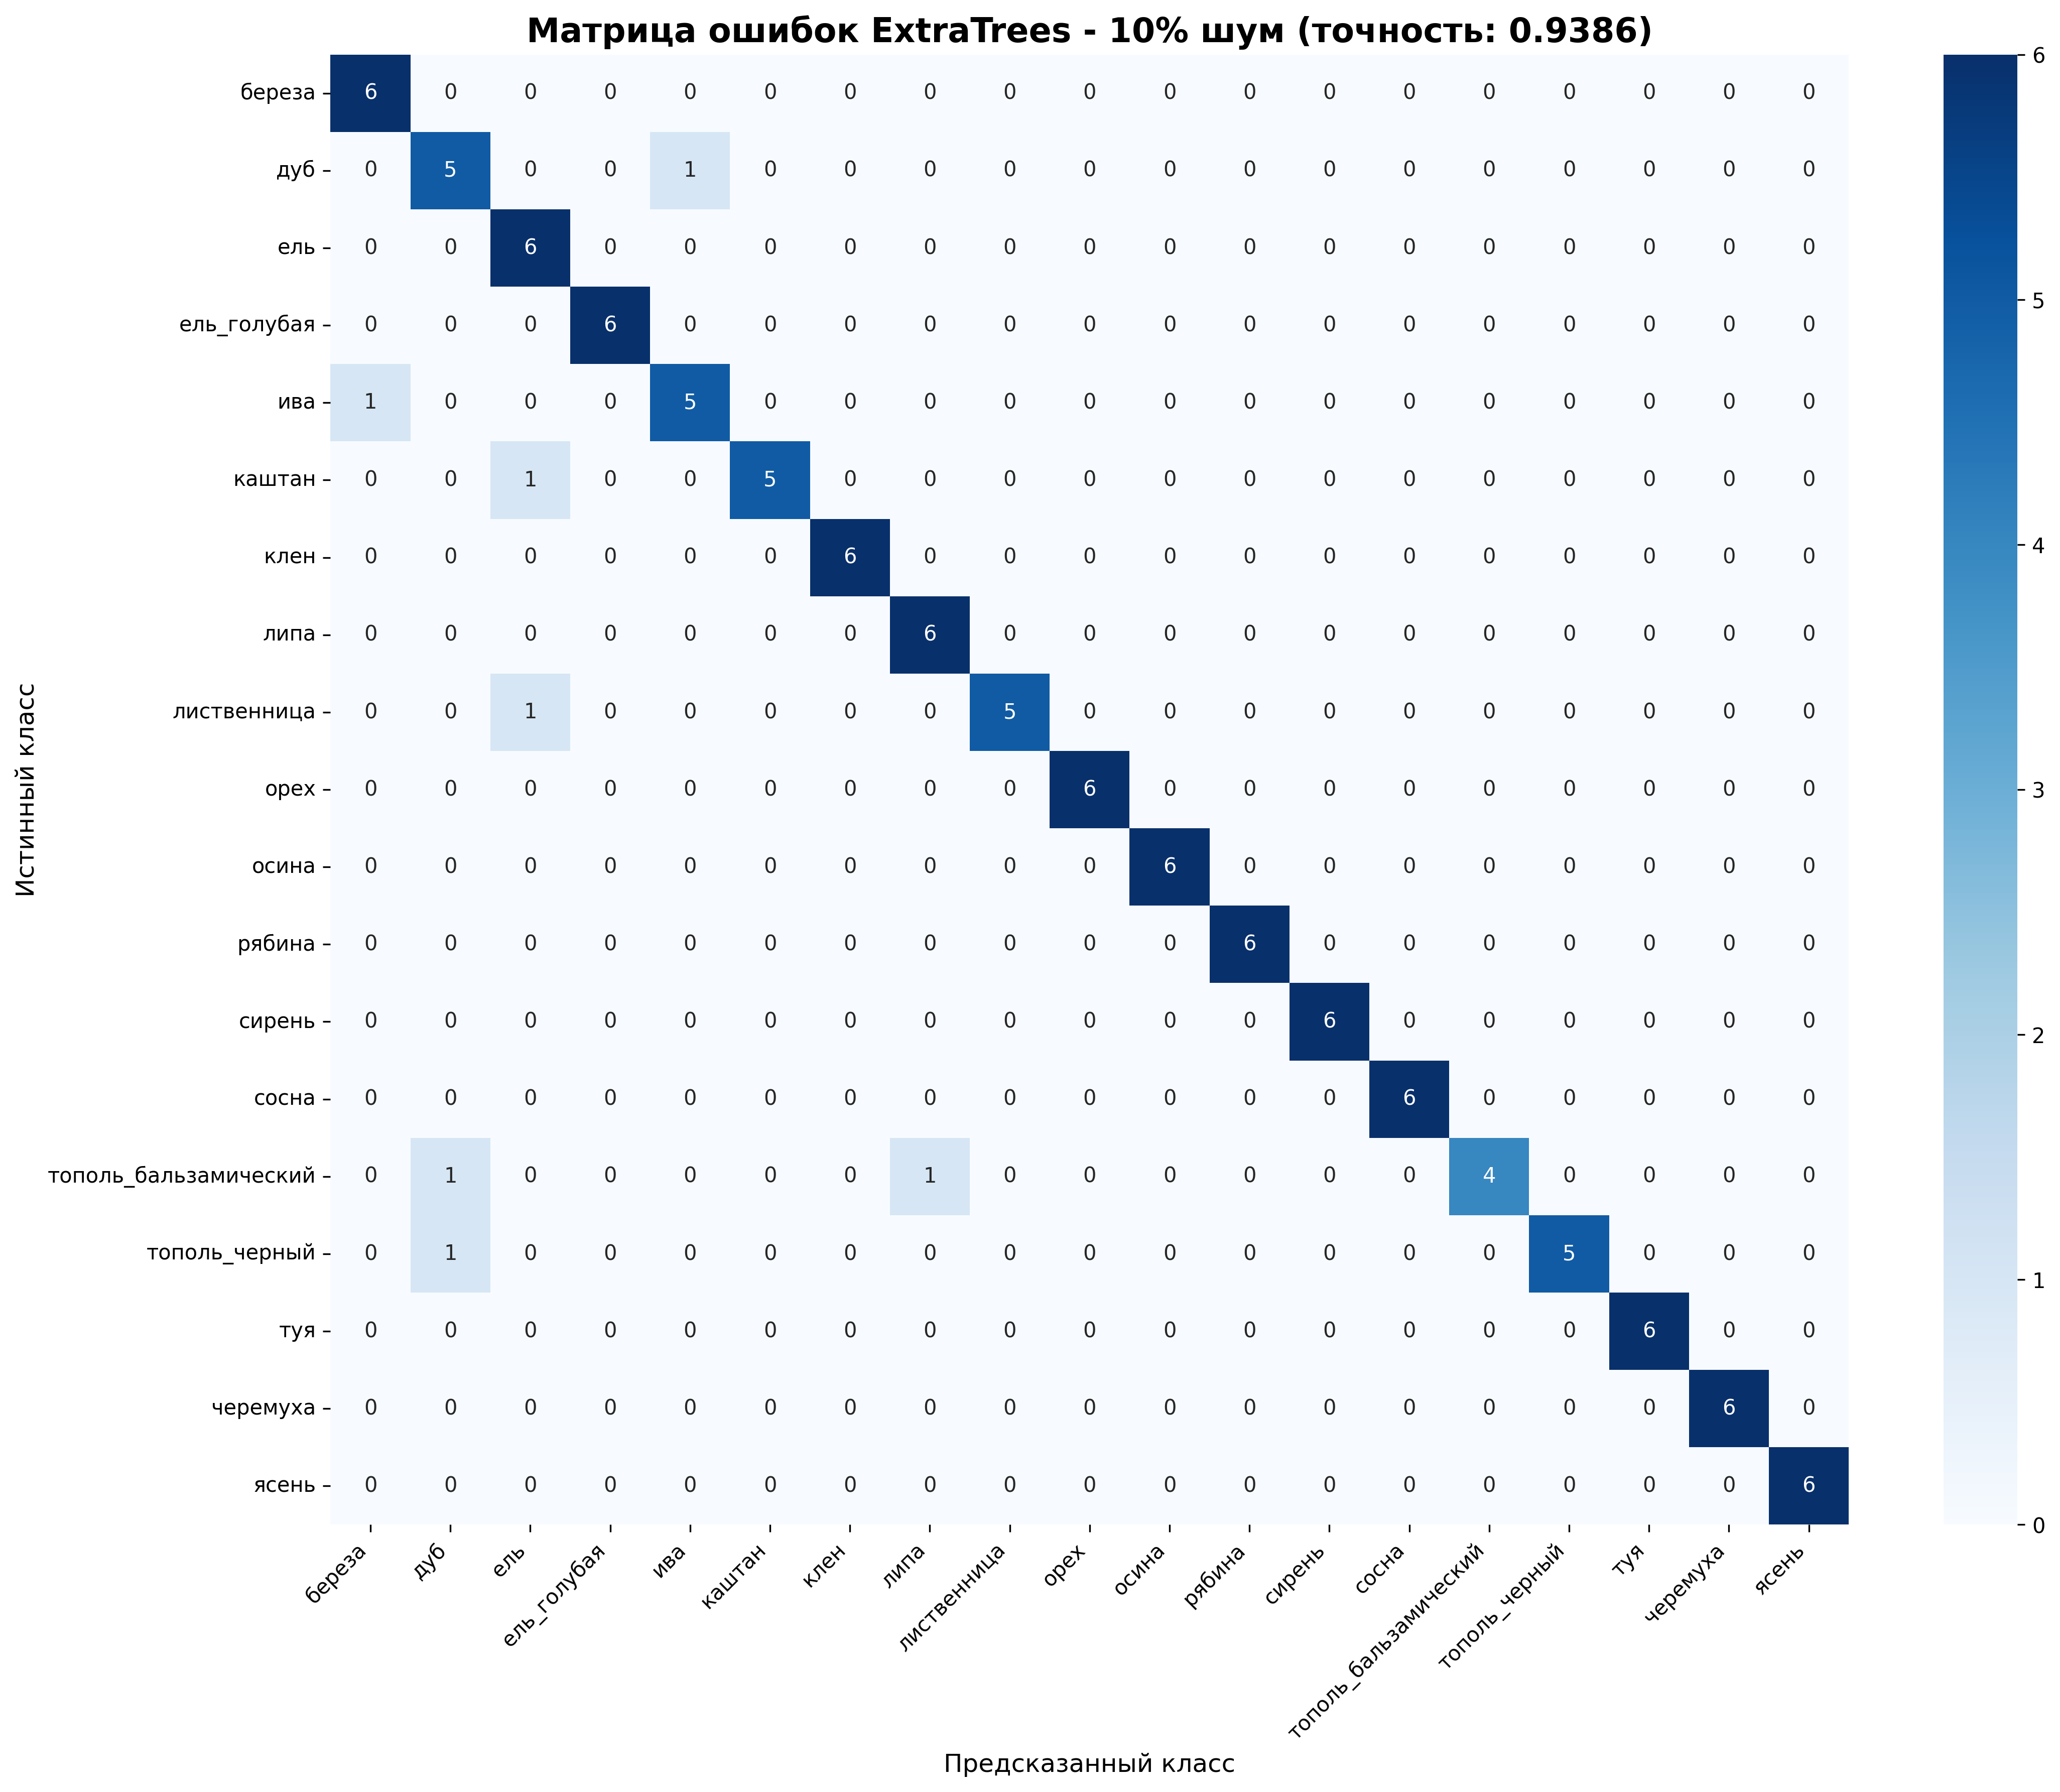 Матрица ошибок ExtraTrees - 10% шум (точность: 0.9386)
Истинный класс
береза 6 0 0 0 0 0 0 0 0 0 0 0 0 0 0 0 0 0 0
дуб 0 5 0 0 1 0 0 0 0 0 0 0 0 0 0 0 0 0 0
ель 0 0 6 0 0 0 0 0 0 0 0 0 0 0 0 0 0 0 0
ель_голубая 0 0 0 6 0 0 0 0 0 0 0 0 0 0 0 0 0 0 0
ива 1 0 0 0 5 0 0 0 0 0 0 0 0 0 0 0 0 0 0
каштан 0 0 1 0 0 5 0 0 0 0 0 0 0 0 0 0 0 0 0
клен 0 0 0 0 0 0 6 0 0 0 0 0 0 0 0 0 0 0 0
липа 0 0 0 0 0 0 0 6 0 0 0 0 0 0 0 0 0 0 0
лиственница 0 0 1 0 0 0 0 0 5 0 0 0 0 0 0 0 0 0 0
орех 0 0 0 0 0 0 0 0 0 6 0 0 0 0 0 0 0 0 0
осина 0 0 0 0 0 0 0 0 0 0 6 0 0 0 0 0 0 0 0
рябина 0 0 0 0 0 0 0 0 0 0 0 6 0 0 0 0 0 0 0
сирень 0 0 0 0 0 0 0 0 0 0 0 0 6 0 0 0 0 0 0
сосна 0 0 0 0 0 0 0 0 0 0 0 0 0 6 0 0 0 0 0
тополь_бальзамический 0 1 0 0 0 0 0 1 0 0 0 0 0 0 4 0 0 0 0
тополь_черный 0 1 0 0 0 0 0 0 0 0 0 0 0 0 0 5 0 0 0
туя 0 0 0 0 0 0 0 0 0 0 0 0 0 0 0 0 6 0 0
черемуха 0 0 0 0 0 0 0 0 0 0 0 0 0 0 0 0 0 6 0
ясень 0 0 0 0 0 0 0 0 0 0 0 0 0 0 0 0 0 0 6
береза
дуб
ель
ель_голубая
ива
каштан
клен
липа
лиственница
орех
осина
рябина
сирень
сосна
тополь_бальзамический
тополь_черный
туя
черемуха
ясень
Предсказанный класс
6
5
4
3
2
1
0